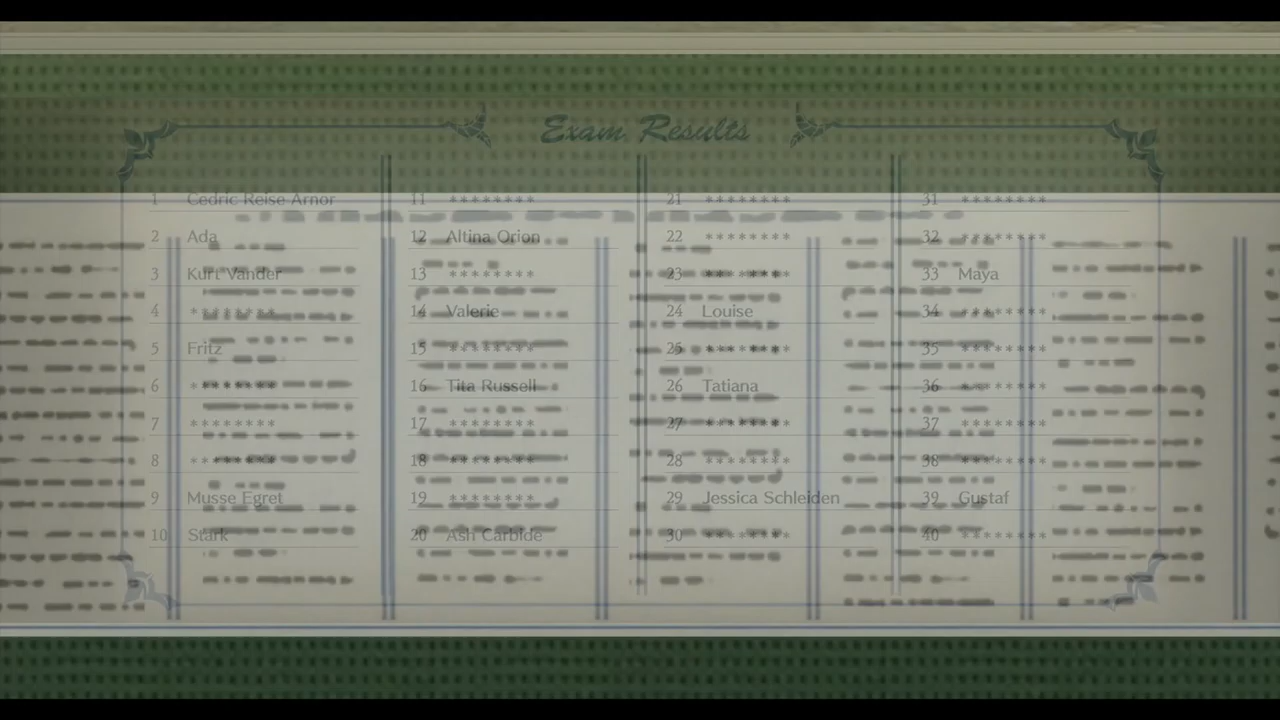 Exam Results
1 Cedric Reise Arnor
2 Ada
3 Kurt Vander
4 ********
5 Fritz
6 ********
7 ********
8 ********
9 Musse Egret
10 Stark
11 ********
12 Altina Orion
13 ********
14 Valerie
15 ********
16 Tita Russell
17 ********
18 ********
19 ********
20 Ash Carbide
21 ********
22 ********
23 ********
24 Louise
25 ********
26 Tatiana
27 ********
28 ********
29 Jessica Schleiden
30 ********
31 ********
32 ********
33 Maya
34 ********
35 ********
36 ********
37 ********
38 ********
39 Gustaf
40 ********